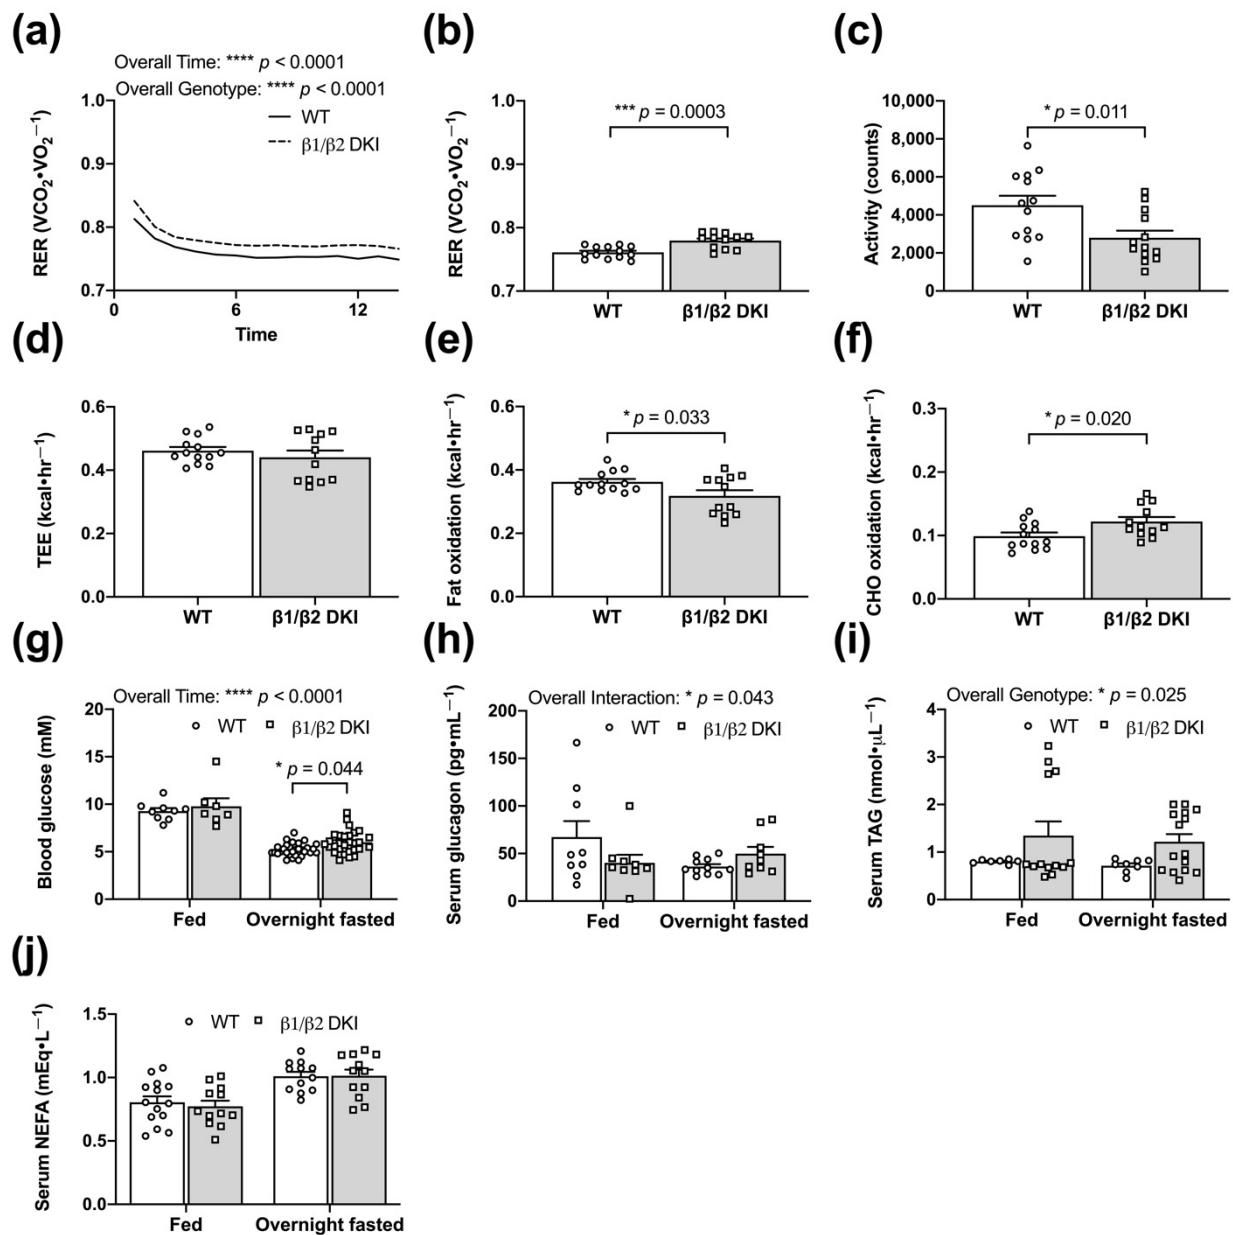 (a)
Overall Time: **** p < 0.0001
Overall Genotype: **** p < 0.0001
WT
β1/β2 DKI
RER (VCO₂•VO₂⁻¹)
1.0
0.9
0.8
0.7
0
6
12
Time
(b)
*** p = 0.0003
RER (VCO₂•VO₂⁻¹)
1.0
0.9
0.8
0.7
WT
β1/β2 DKI
(c)
* p = 0.011
Activity (counts)
10,000
8,000
6,000
4,000
2,000
0
WT
β1/β2 DKI
(d)
TEE (kcal•hr⁻¹)
0.6
0.4
0.2
0.0
WT
β1/β2 DKI
(e)
* p = 0.033
Fat oxidation (kcal•hr⁻¹)
0.6
0.4
0.2
0.0
WT
β1/β2 DKI
(f)
* p = 0.020
CHO oxidation (kcal•hr⁻¹)
0.3
0.2
0.1
0.0
WT
β1/β2 DKI
(g)
Overall Time: **** p < 0.0001
WT β1/β2 DKI
* p = 0.044
Blood glucose (mM)
20
15
10
5
0
Fed
Overnight fasted
(h)
Overall Interaction: * p = 0.043
WT β1/β2 DKI
Serum glucagon (pg•mL⁻¹)
200
150
100
50
0
Fed
Overnight fasted
(i)
Overall Genotype: * p = 0.025
WT β1/β2 DKI
Serum TAG (nmol•μL⁻¹)
4
3
2
1
0
Fed
Overnight fasted
(j)
WT β1/β2 DKI
Serum NEFA (mEq•L⁻¹)
1.5
1.0
0.5
0.0
Fed
Overnight fasted